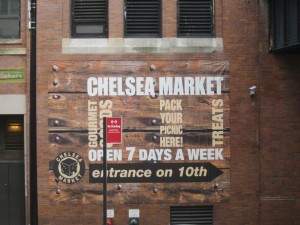 CHELSEA MARKET
GOURMET
PACK
YOUR
PICNIC
HERE!
TREATS
OPEN 7 DAYS A WEEK
entrance on 10th
CHELSEA
MARKET